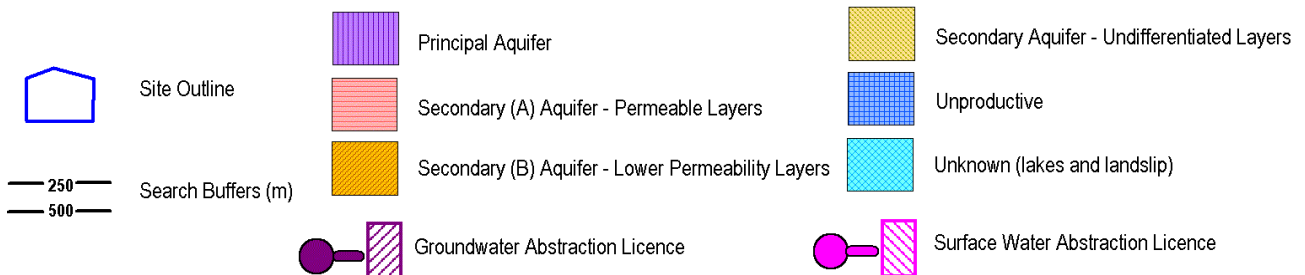 Site Outline
250
500
Search Buffers (m)
Principal Aquifer
Secondary (A) Aquifer - Permeable Layers
Secondary (B) Aquifer - Lower Permeability Layers
Groundwater Abstraction Licence
Secondary Aquifer - Undifferentiated Layers
Unproductive
Unknown (lakes and landslip)
Surface Water Abstraction Licence